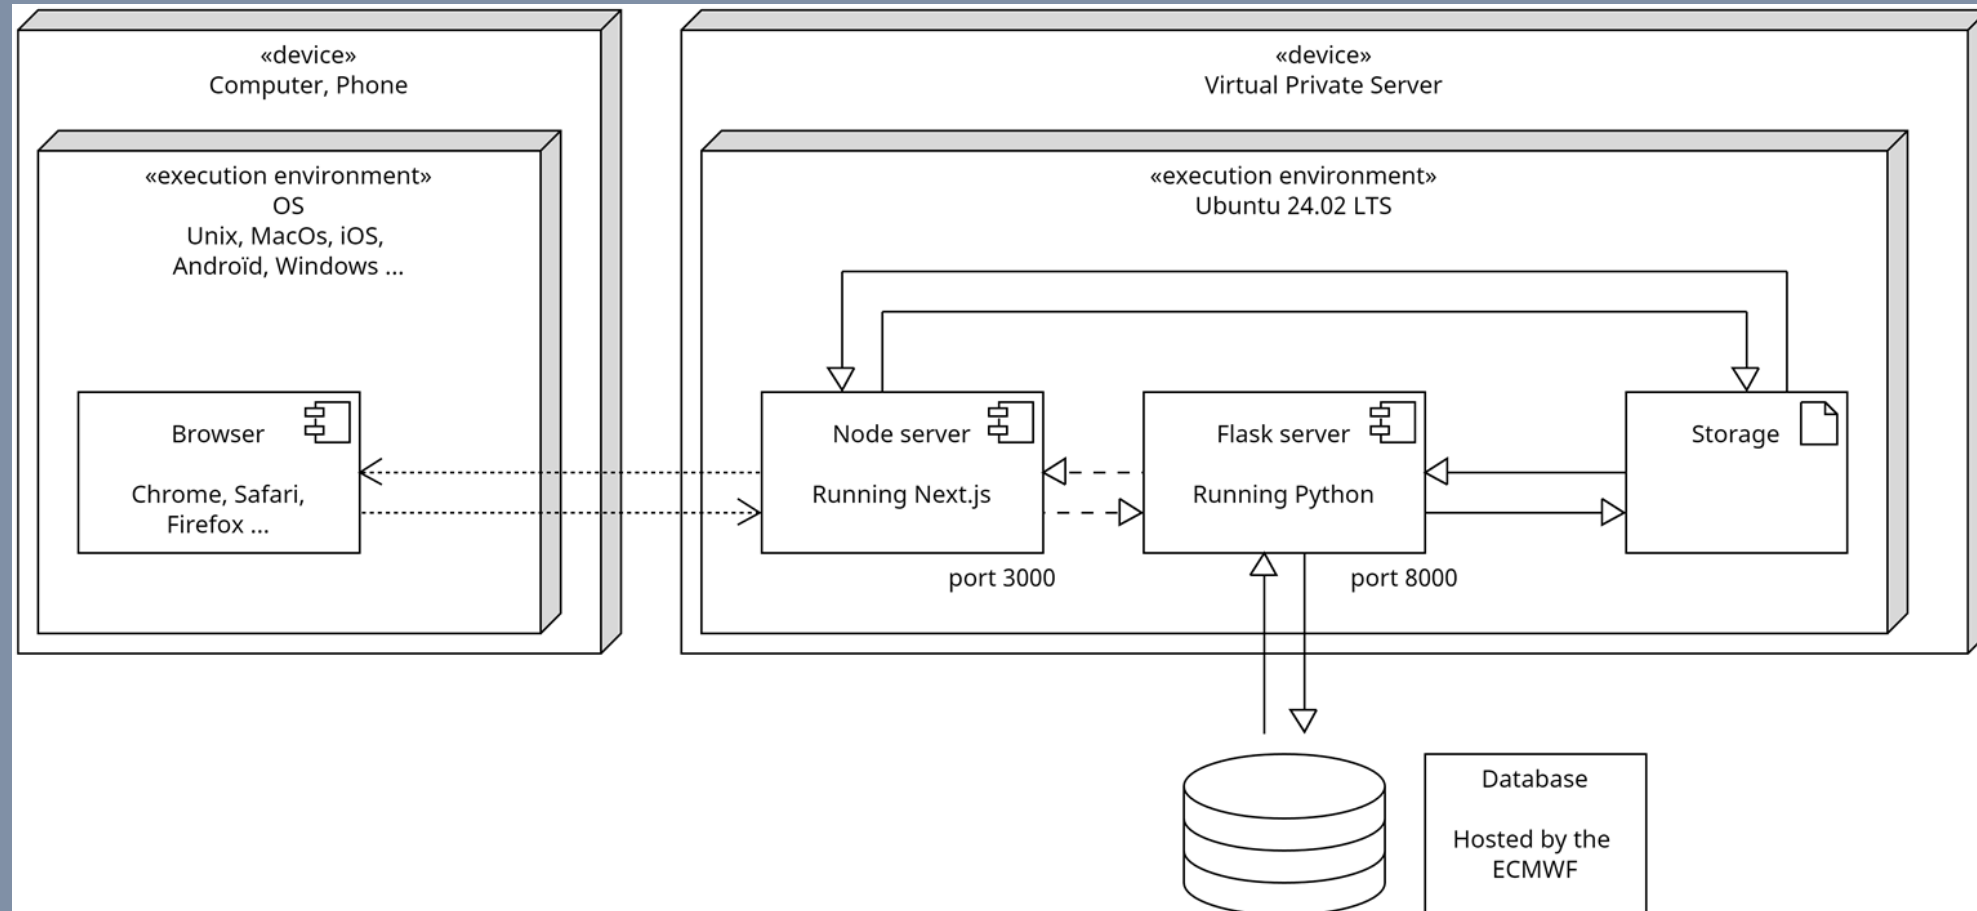 «device»
Computer, Phone
«execution environment»
OS
Unix, MacOs, iOS,
Androïd, Windows ...
Browser
Chrome, Safari,
Firefox ...
«device»
Virtual Private Server
«execution environment»
Ubuntu 24.02 LTS
Node server
Running Next.js
port 3000
Flask server
Running Python
port 8000
Storage
Database
Hosted by the
ECMWF